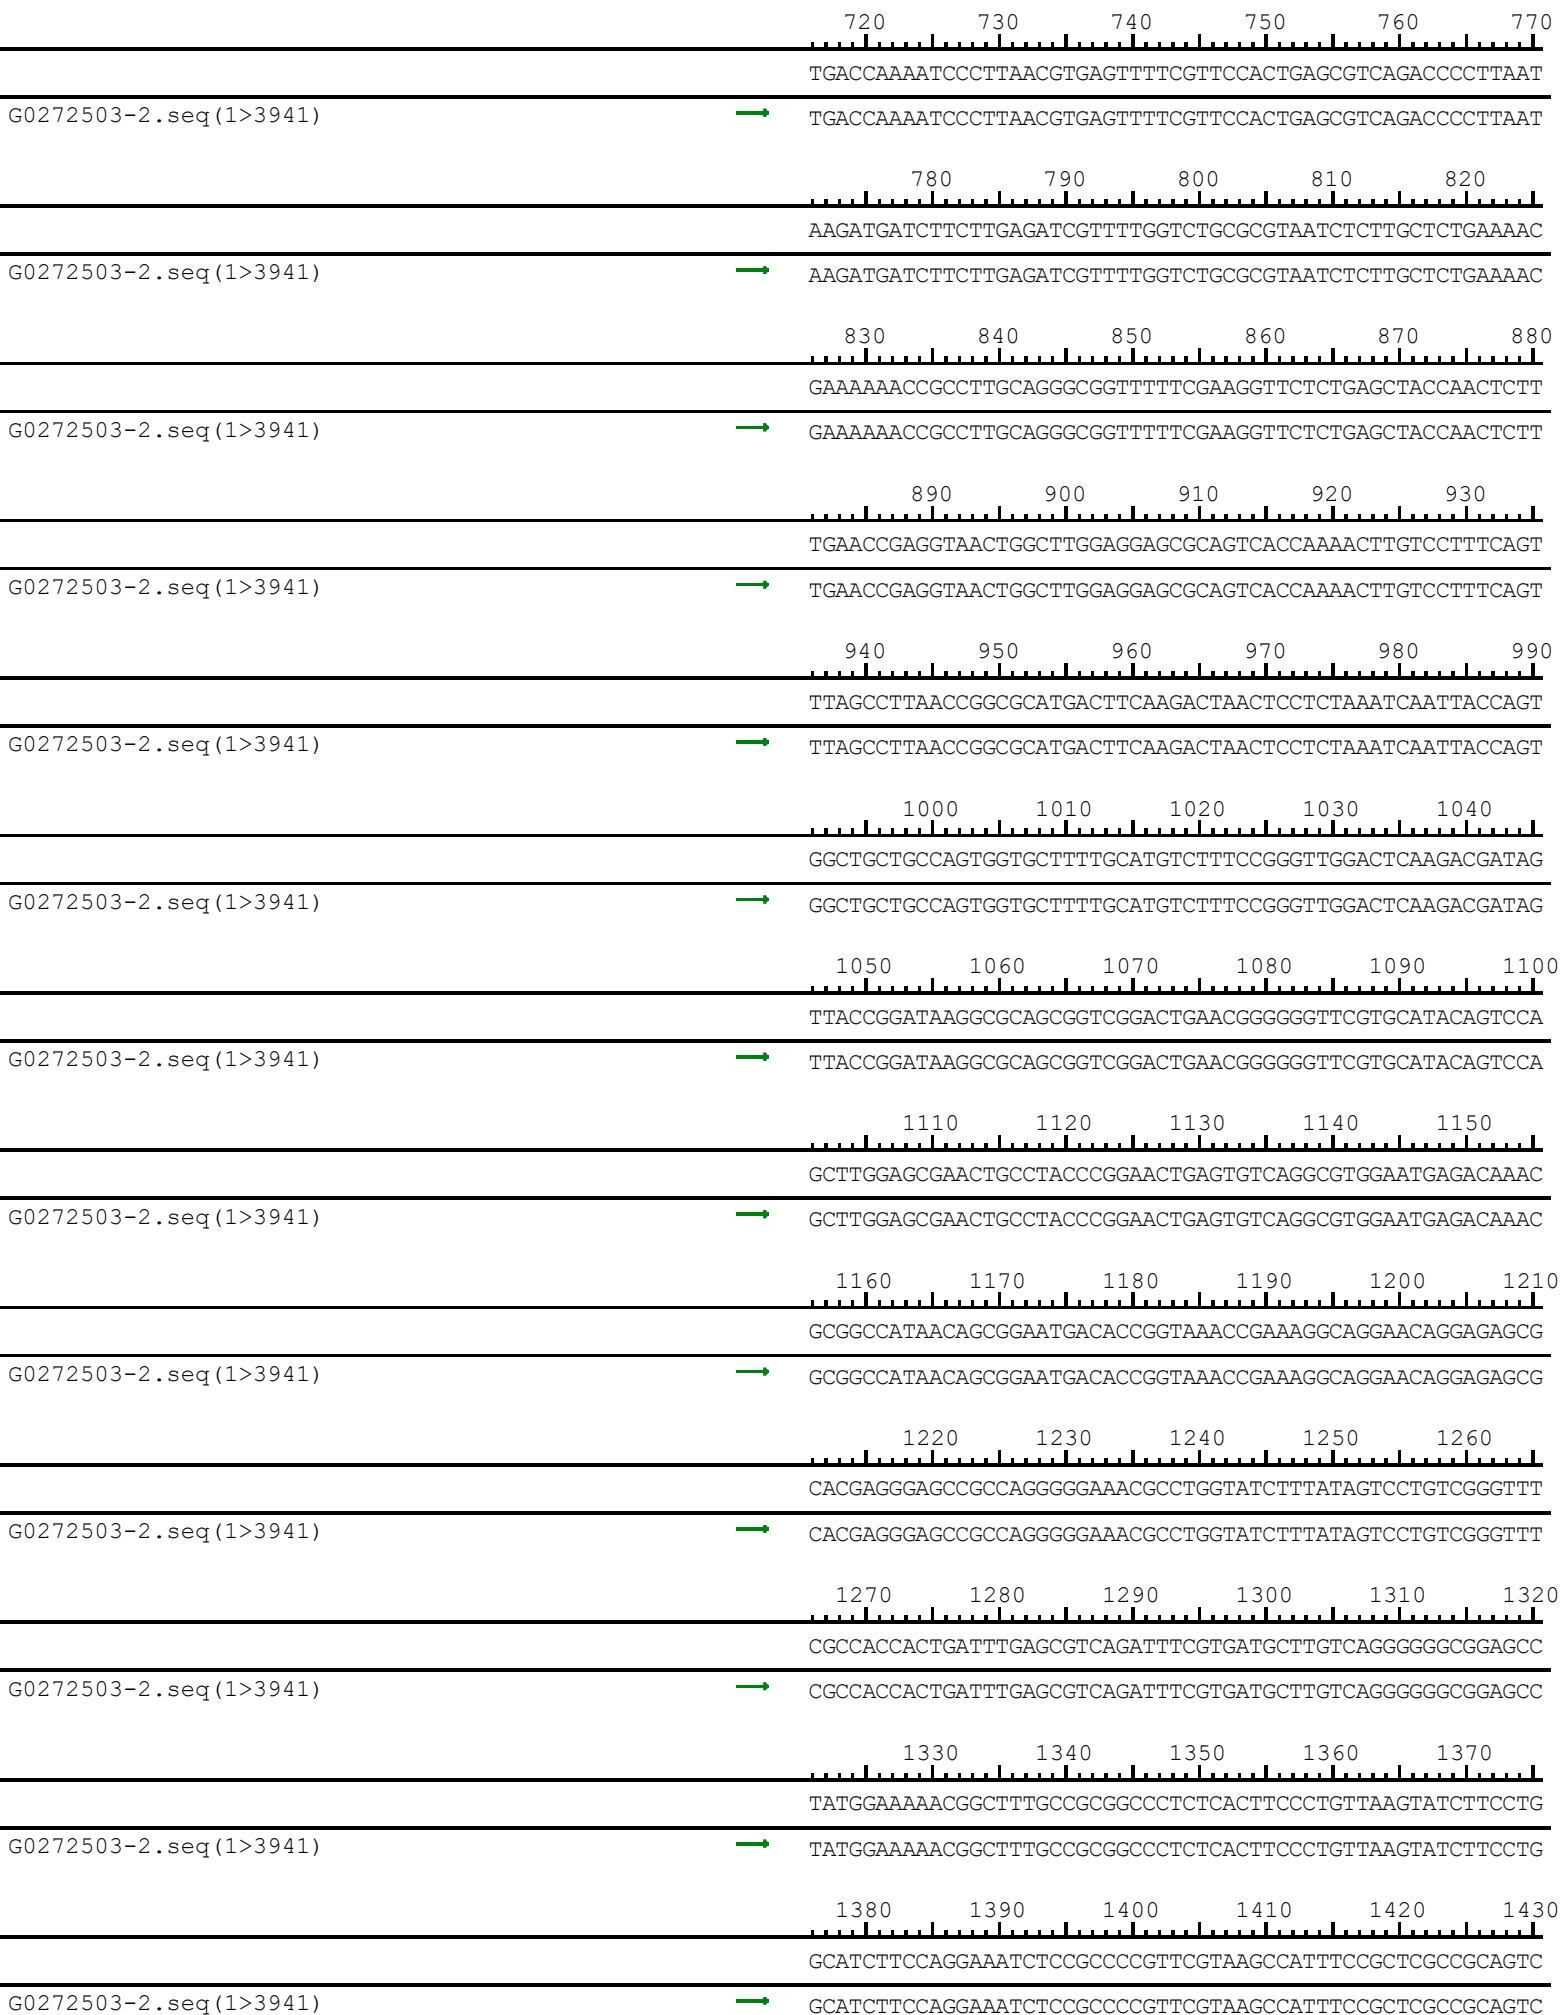 720 730 740 750 760 770
TGACCAAAATCCCTTAACGTGAGTTTTCGTTCCACTGAGCGTCAGACCCCTTAAT
G0272503-2.seq(1>3941) TGACCAAAATCCCTTAACGTGAGTTTTCGTTCCACTGAGCGTCAGACCCCTTAAT
780 790 800 810 820
AAGATGATCTTCTTGAGATCGTTTTGGTCTGCGCGTAATCTCTTGCTCTGAAAAC
G0272503-2.seq(1>3941) AAGATGATCTTCTTGAGATCGTTTTGGTCTGCGCGTAATCTCTTGCTCTGAAAAC
830 840 850 860 870 880
GAAAAAACCGCCTTGCAGGGCGGTTTTTCGAAGGTTCTCTGAGCTACCAACTCTT
G0272503-2.seq(1>3941) GAAAAAACCGCCTTGCAGGGCGGTTTTTCGAAGGTTCTCTGAGCTACCAACTCTT
890 900 910 920 930
TGAACCGAGGTAACTGGCTTGGAGGAGCGCAGTCACCAAAACTTGTCCTTTCAGT
G0272503-2.seq(1>3941) TGAACCGAGGTAACTGGCTTGGAGGAGCGCAGTCACCAAAACTTGTCCTTTCAGT
940 950 960 970 980 990
TTAGCCTTAACCGGCGCATGACTTCAAGACTAACTCCTCTAAATCAATTACCAGT
G0272503-2.seq(1>3941) TTAGCCTTAACCGGCGCATGACTTCAAGACTAACTCCTCTAAATCAATTACCAGT
1000 1010 1020 1030 1040
GGCTGCTGCCAGTGGTGCTTTTGCATGTCTTTCCGGGTTGGACTCAAGACGATAG
G0272503-2.seq(1>3941) GGCTGCTGCCAGTGGTGCTTTTGCATGTCTTTCCGGGTTGGACTCAAGACGATAG
1050 1060 1070 1080 1090 1100
TTACCGGATAAGGCGCAGCGGTCGGACTGAACGGGGGGTTCGTGCATACAGTCCA
G0272503-2.seq(1>3941) TTACCGGATAAGGCGCAGCGGTCGGACTGAACGGGGGGTTCGTGCATACAGTCCA
1110 1120 1130 1140 1150
GCTTGGAGCGAACTGCCTACCCGGAACTGAGTGTCAGGCGTGGAATGAGACAAAC
G0272503-2.seq(1>3941) GCTTGGAGCGAACTGCCTACCCGGAACTGAGTGTCAGGCGTGGAATGAGACAAAC
1160 1170 1180 1190 1200 1210
GCGGCCATAACAGCGGAATGACACCGGTAAACCGAAAGGCAGGAACAGGAGAGCG
G0272503-2.seq(1>3941) GCGGCCATAACAGCGGAATGACACCGGTAAACCGAAAGGCAGGAACAGGAGAGCG
1220 1230 1240 1250 1260
CACGAGGGAGCCGCCAGGGGGAAACGCCTGGTATCTTTATAGTCCTGTCGGGTTT
G0272503-2.seq(1>3941) CACGAGGGAGCCGCCAGGGGGAAACGCCTGGTATCTTTATAGTCCTGTCGGGTTT
1270 1280 1290 1300 1310 1320
CGCCACCACTGATTTGAGCGTCAGATTTCGTGATGCTTGTCAGGGGGGCGGAGCC
G0272503-2.seq(1>3941) CGCCACCACTGATTTGAGCGTCAGATTTCGTGATGCTTGTCAGGGGGGCGGAGCC
1330 1340 1350 1360 1370
TATGGAAAAACGGCTTTGCCGCGGCCCTCTCACTTCCCTGTTAAGTATCTTCCTG
G0272503-2.seq(1>3941) TATGGAAAAACGGCTTTGCCGCGGCCCTCTCACTTCCCTGTTAAGTATCTTCCTG
1380 1390 1400 1410 1420 1430
GCATCTTCCAGGAAATCTCCGCCCCGTTCGTAAGCCATTTCCGCTCGCCGCAGTC
G0272503-2.seq(1>3941) GCATCTTCCAGGAAATCTCCGCCCCGTTCGTAAGCCATTTCCGCTCGCCGCAGTC